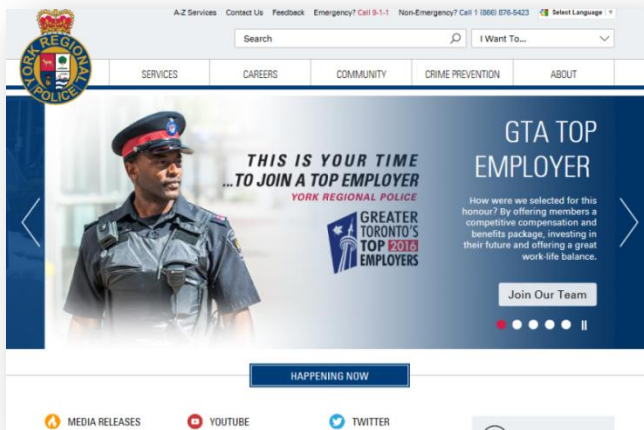 A-Z Services Contact Us Feedback Emergency? Call 9-1-1 Non-Emergency? Call 1 (866) 876-5423 Select Language
Search
I Want To...
YORK REGIONAL POLICE
SERVICES CAREERS COMMUNITY CRIME PREVENTION ABOUT
THIS IS YOUR TIME
...TO JOIN A TOP EMPLOYER
YORK REGIONAL POLICE
GREATER
TORONTO'S
TOP 2016
EMPLOYERS
GTA TOP
EMPLOYER
How were we selected for this
honour? By offering members a
competitive compensation and
benefits package, investing in
their future and offering a great
work-life balance.
Join Our Team
HAPPENING NOW
MEDIA RELEASES YOUTUBE TWITTER